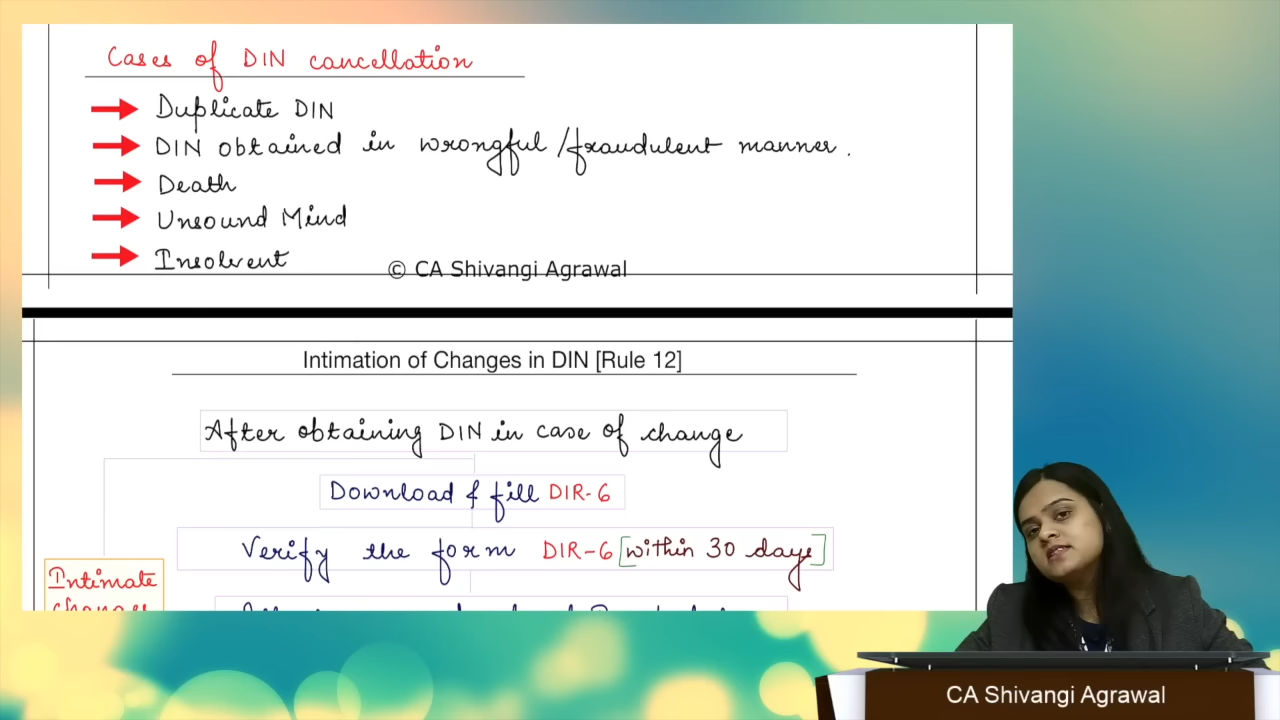 Cases of DIN cancellation
Duplicate DIN
DIN obtained in wrongful/fraudulent manner.
Death
Unsound Mind
Insolvent
© CA Shivangi Agrawal
Intimation of Changes in DIN [Rule 12]
After obtaining DIN in case of change
Download & fill DIR-6
Verify the form DIR-6 [within 30 days]
Intimate
changes
CA Shivangi Agrawal